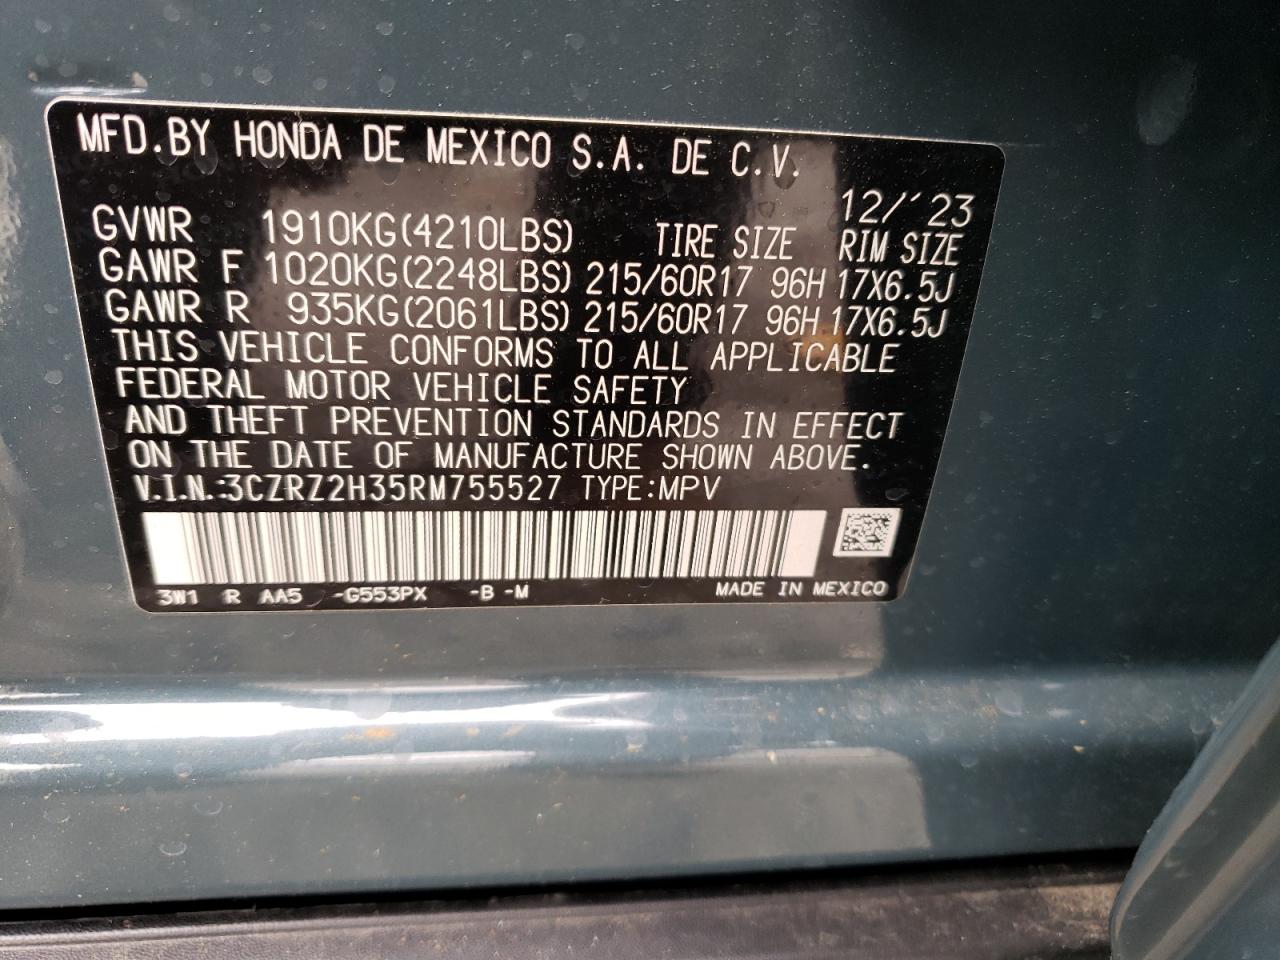 MFD.BY HONDA DE MEXICO S.A. DE C.V.
12/'23
GVWR 1910KG(4210LBS) TIRE SIZE RIM SIZE
GAWR F 1020KG(2248LBS) 215/60R17 96H 17X6.5J
GAWR R 935KG(2061LBS) 215/60R17 96H 17X6.5J
THIS VEHICLE CONFORMS TO ALL APPLICABLE
FEDERAL MOTOR VEHICLE SAFETY
AND THEFT PREVENTION STANDARDS IN EFFECT
ON THE DATE OF MANUFACTURE SHOWN ABOVE.
V.I.N.:3CZRZ2H35RM755527 TYPE:MPV
3W1 R AA5 -G553PX -B -M MADE IN MEXICO